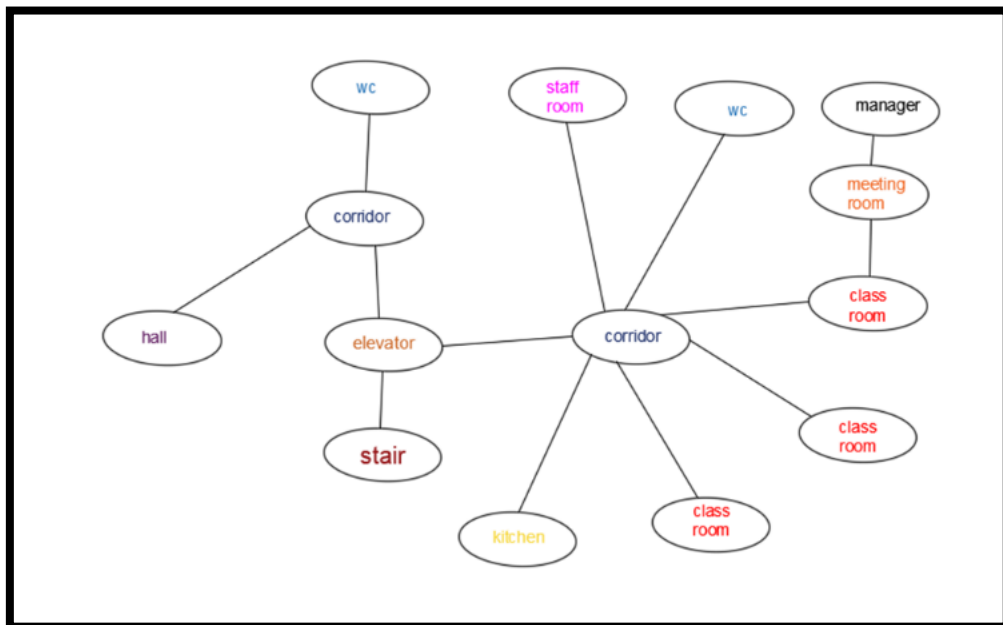 wc
staff
room
wc
manager
meeting
room
corridor
class
room
hall
elevator
corridor
class
room
stair
kitchen
class
room